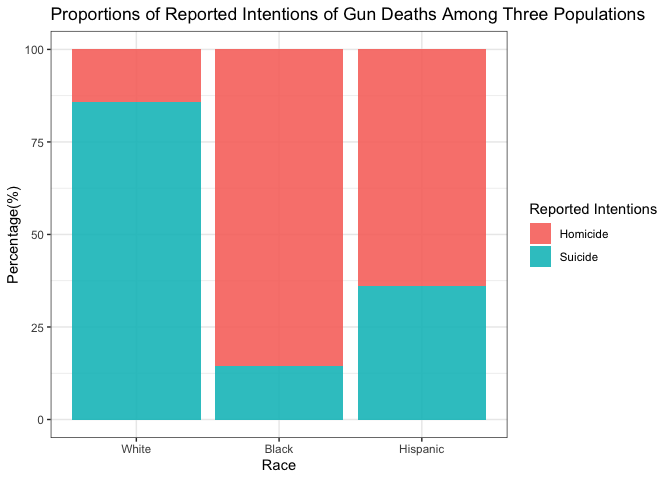 Proportions of Reported Intentions of Gun Deaths Among Three Populations
100
75
50
25
0
Percentage(%)
White Black Hispanic
Race
Reported Intentions
Homicide
Suicide